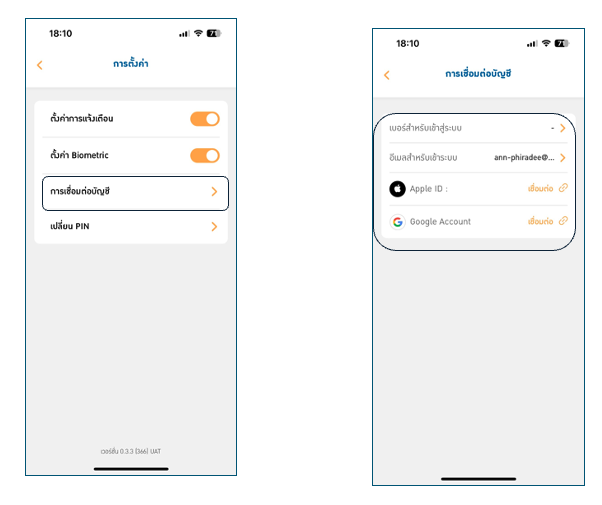 18:10
71
การตั้งค่า
ตั้งค่าการแจ้งเตือน
ตั้งค่า Biometric
การเชื่อมต่อบัญชี
เปลี่ยน PIN
เวอร์ชั่น 0.3.3 (366) UAT
18:10
71
การเชื่อมต่อบัญชี
เบอร์สำหรับเข้าสู่ระบบ -
อีเมลสำหรับเข้าระบบ ann-phiradee@...
Apple ID : เชื่อมต่อ
Google Account เชื่อมต่อ